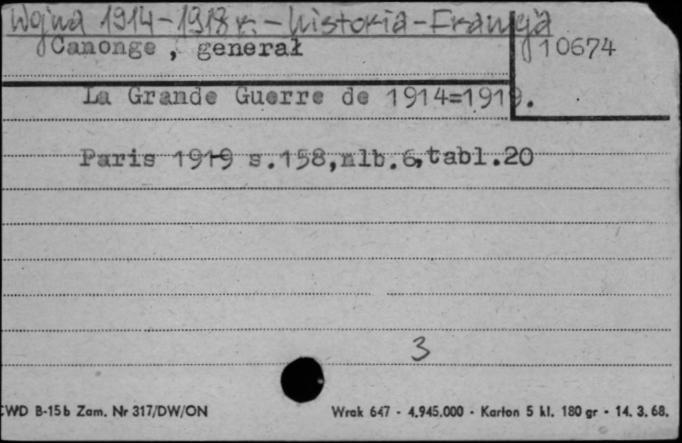 Wojna 1914-1918 r. - historia - Francja
Canonge, generał
10674
La Grande Guerre de 1914=1919.
Paris 1919 s.158,nlb.6,tabl.20
3
CWD B-15b Zam. Nr 317/DW/ON
Wrak 647 - 4.945.000 - Karton 5 kl. 180 gr - 14. 3. 68.